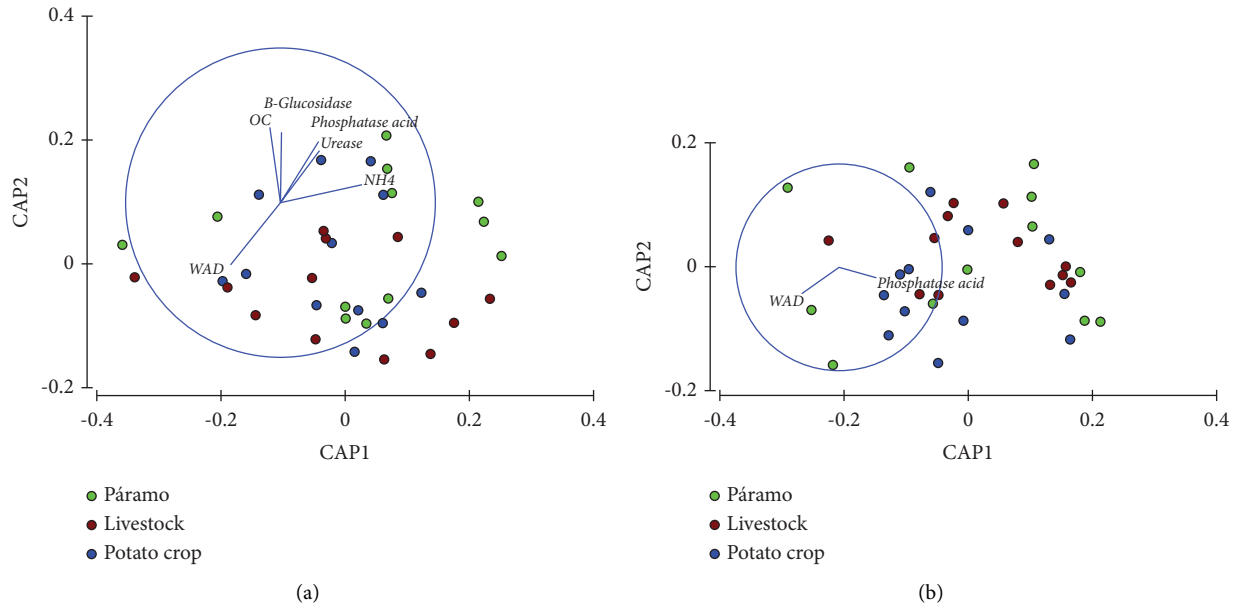 0.4
0.2
0
-0.2
CAP2
-0.4
-0.2
0
0.2
0.4
CAP1
B-Glucosidase
OC
Phosphatase acid
Urease
NH4
WAD
Páramo
Livestock
Potato crop
(a)
0.2
0
-0.2
CAP2
-0.4
-0.2
0
0.2
0.4
CAP1
WAD
Phosphatase acid
Páramo
Livestock
Potato crop
(b)